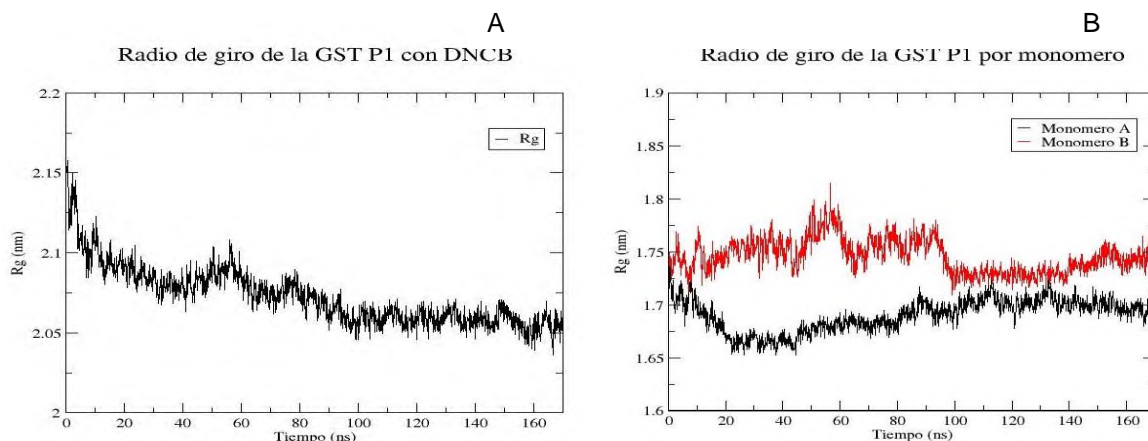 A
Radio de giro de la GST P1 con DNCB
2.2
2.15
2.1
2.05
2
Rg (nm)
Rg
0 20 40 60 80 100 120 140 160
Tiempo (ns)
B
Radio de giro de la GST P1 por monomero
1.9
1.85
1.8
1.75
1.7
1.65
1.6
Rg (nm)
Monomero A
Monomero B
0 20 40 60 80 100 120 140 160
Tiempo (ns)